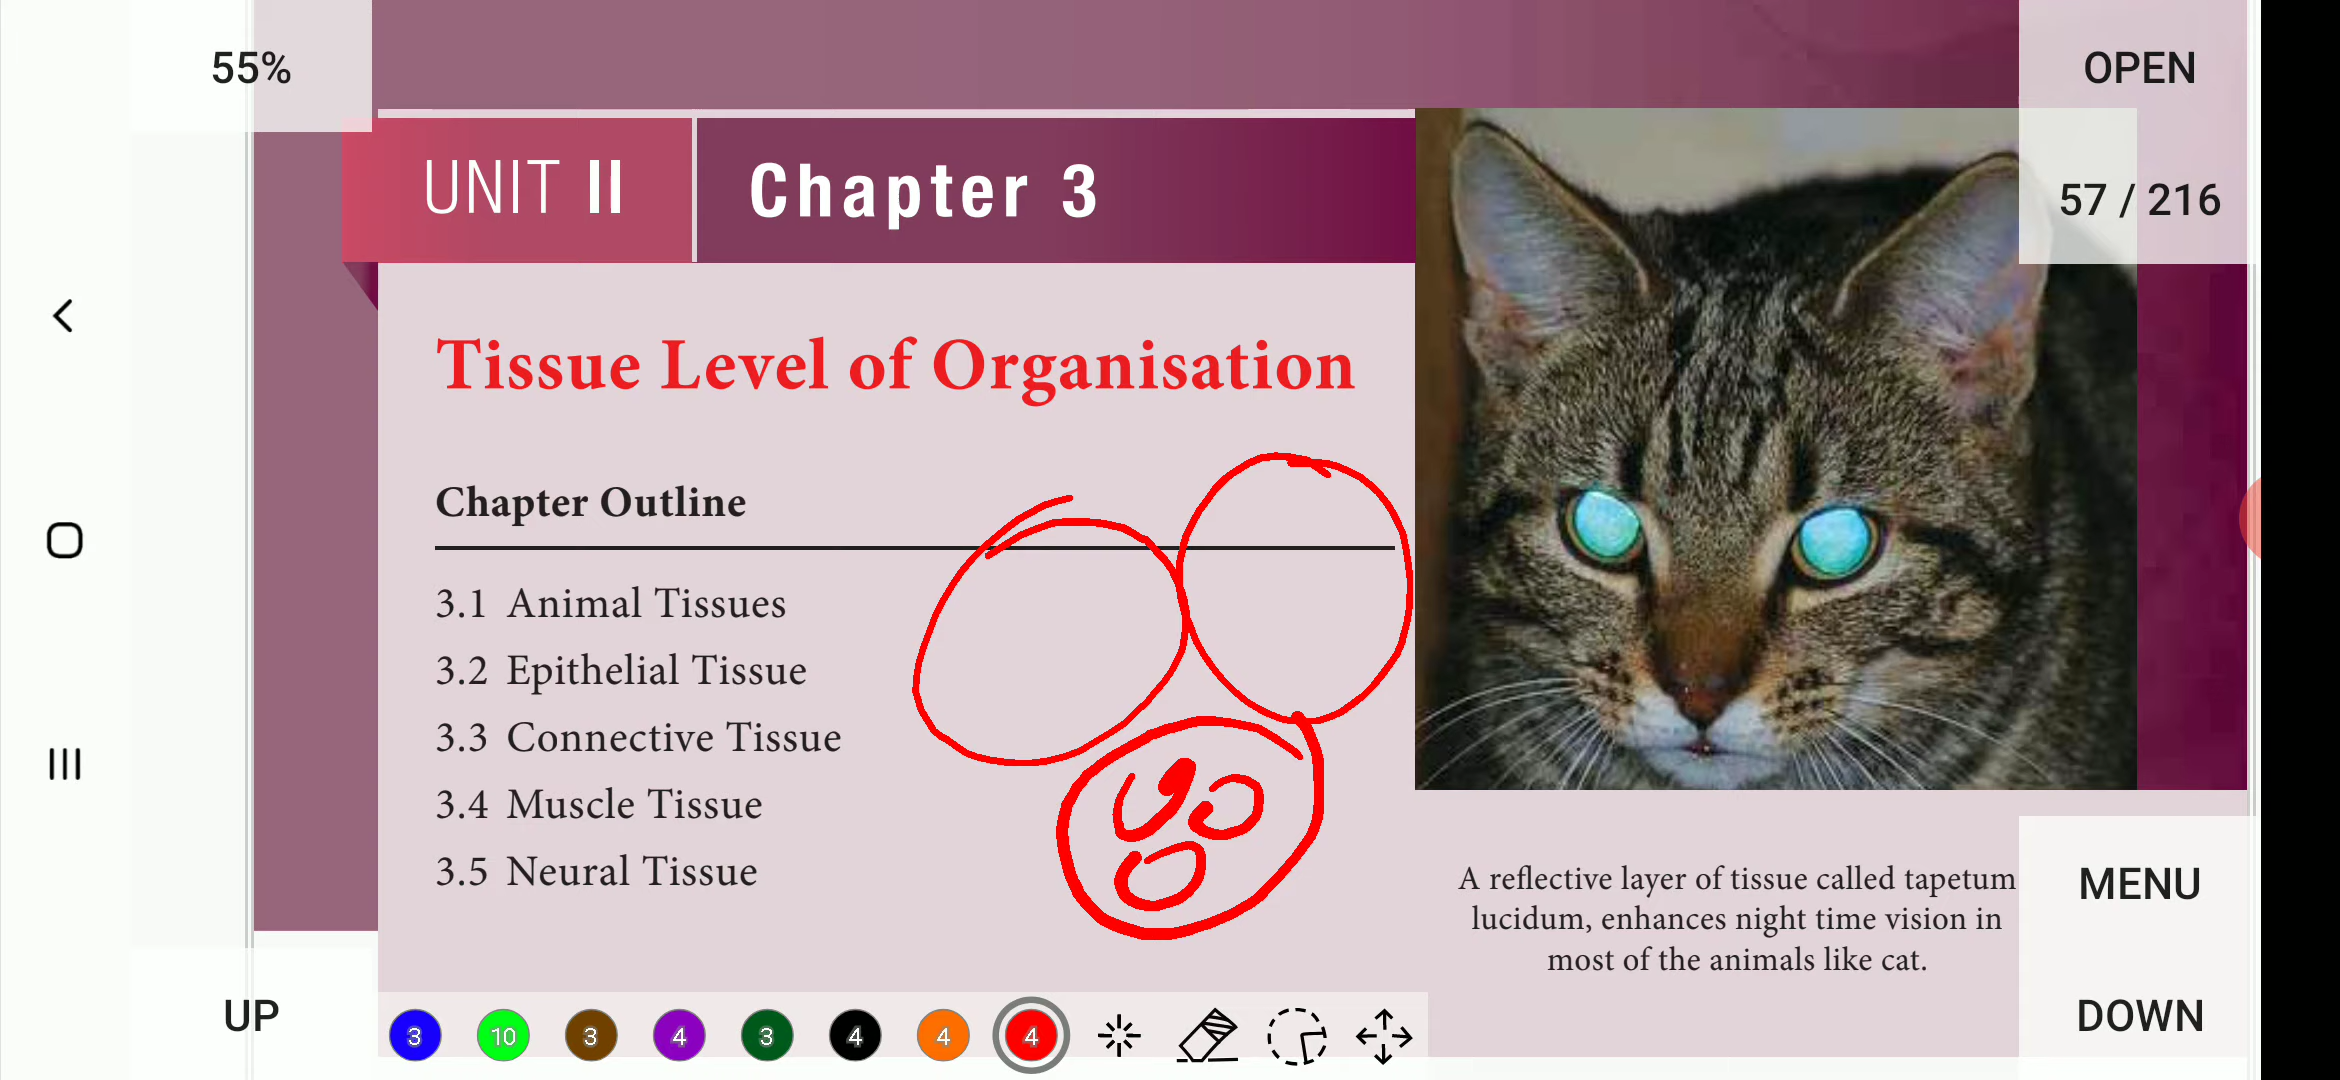 55%
OPEN
57 / 216
UNIT II
Chapter 3
Tissue Level of Organisation
Chapter Outline
3.1 Animal Tissues
3.2 Epithelial Tissue
3.3 Connective Tissue
3.4 Muscle Tissue
3.5 Neural Tissue
A reflective layer of tissue called tapetum
lucidum, enhances night time vision in
most of the animals like cat.
MENU
UP
DOWN
3 10 3 4 3 4 4 4